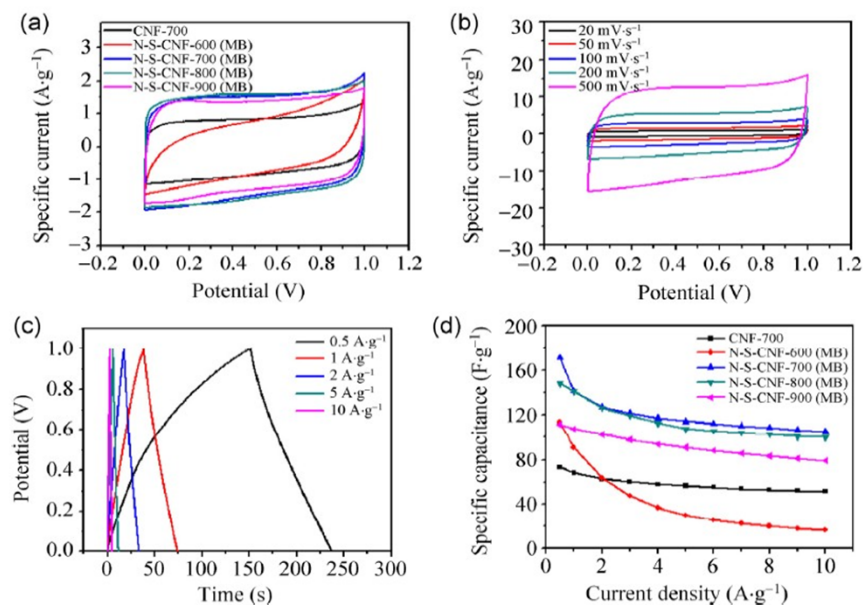 (a)
CNF-700
N-S-CNF-600 (MB)
N-S-CNF-700 (MB)
N-S-CNF-800 (MB)
N-S-CNF-900 (MB)
3
2
1
0
−1
−2
−3
Specific current (A·g⁻¹)
−0.2 0.0 0.2 0.4 0.6 0.8 1.0 1.2
Potential (V)
(b)
20 mV·s⁻¹
50 mV·s⁻¹
100 mV·s⁻¹
200 mV·s⁻¹
500 mV·s⁻¹
30
20
10
0
−10
−20
−30
Specific current (A·g⁻¹)
−0.2 0.0 0.2 0.4 0.6 0.8 1.0 1.2
Potential (V)
(c)
0.5 A·g⁻¹
1 A·g⁻¹
2 A·g⁻¹
5 A·g⁻¹
10 A·g⁻¹
1.0
0.8
0.6
0.4
0.2
0.0
Potential (V)
0 50 100 150 200 250 300
Time (s)
(d)
CNF-700
N-S-CNF-600 (MB)
N-S-CNF-700 (MB)
N-S-CNF-800 (MB)
N-S-CNF-900 (MB)
200
160
120
80
40
0
Specific capacitance (F·g⁻¹)
0 2 4 6 8 10
Current density (A·g⁻¹)